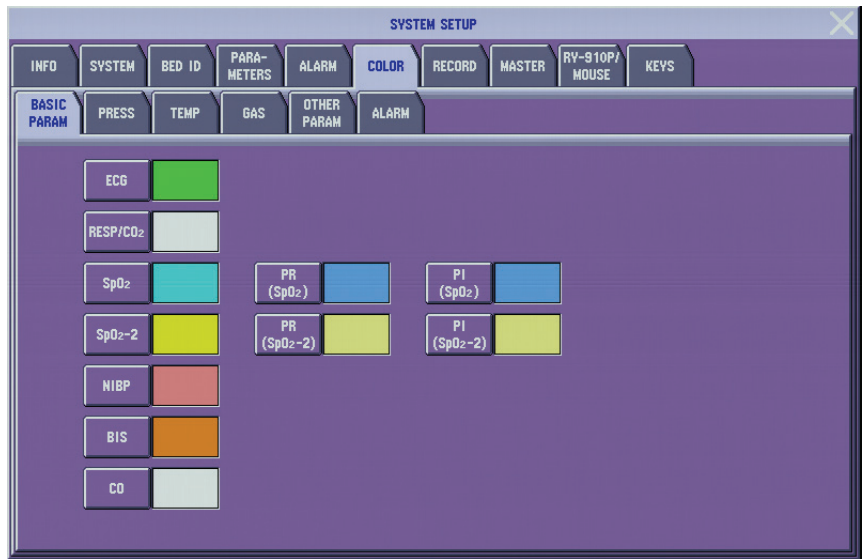 SYSTEM SETUP
INFO
SYSTEM
BED ID
PARA-
METERS
ALARM
COLOR
RECORD
MASTER
RY-910P/
MOUSE
KEYS
BASIC
PARAM
PRESS
TEMP
GAS
OTHER
PARAM
ALARM
ECG
RESP/CO2
SpO2
PR
(SpO2)
PI
(SpO2)
SpO2-2
PR
(SpO2-2)
PI
(SpO2-2)
NIBP
BIS
CO